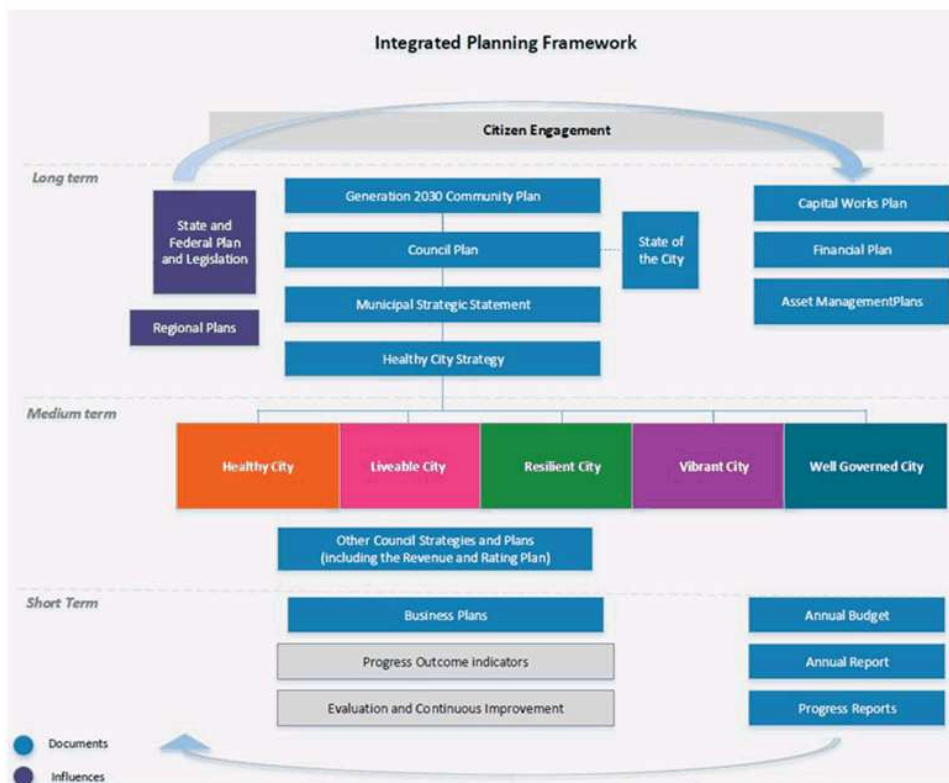 Integrated Planning Framework
Citizen Engagement
Long term
State and
Federal Plan
and Legislation
Regional Plans
Generation 2030 Community Plan
Council Plan
Municipal Strategic Statement
Healthy City Strategy
State of
the City
Capital Works Plan
Financial Plan
Asset ManagementPlans
Medium term
Healthy City
Liveable City
Resilient City
Vibrant City
Well Governed City
Other Council Strategies and Plans
(including the Revenue and Rating Plan)
Short Term
Business Plans
Progress Outcome indicators
Evaluation and Continuous Improvement
Annual Budget
Annual Report
Progress Reports
Documents
Influences